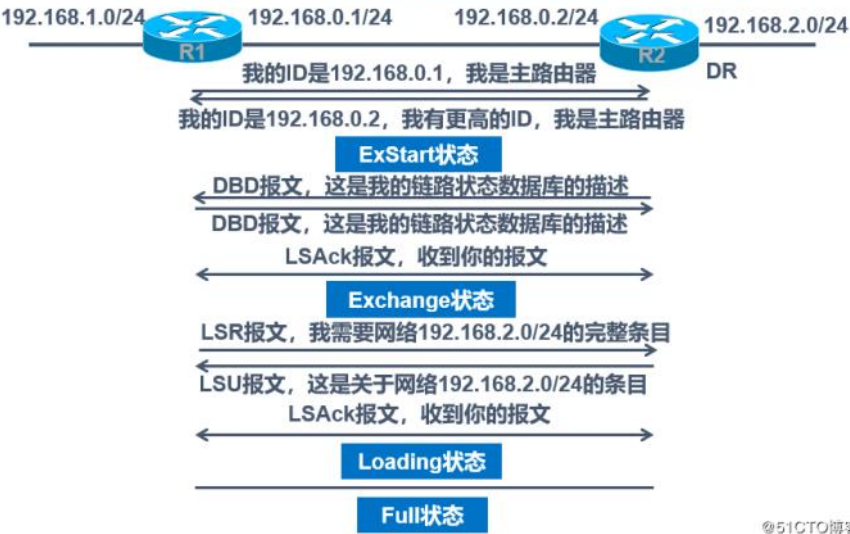 192.168.1.0/24 192.168.0.1/24 192.168.0.2/24 192.168.2.0/24
R1 R2
DR
我的ID是192.168.0.1，我是主路由器
我的ID是192.168.0.2，我有更高的ID，我是主路由器
ExStart状态
DBD报文，这是我的链路状态数据库的描述
DBD报文，这是我的链路状态数据库的描述
LSAck报文，收到你的报文
Exchange状态
LSR报文，我需要网络192.168.2.0/24的完整条目
LSU报文，这是关于网络192.168.2.0/24的条目
LSAck报文，收到你的报文
Loading状态
Full状态
@51CTO博客